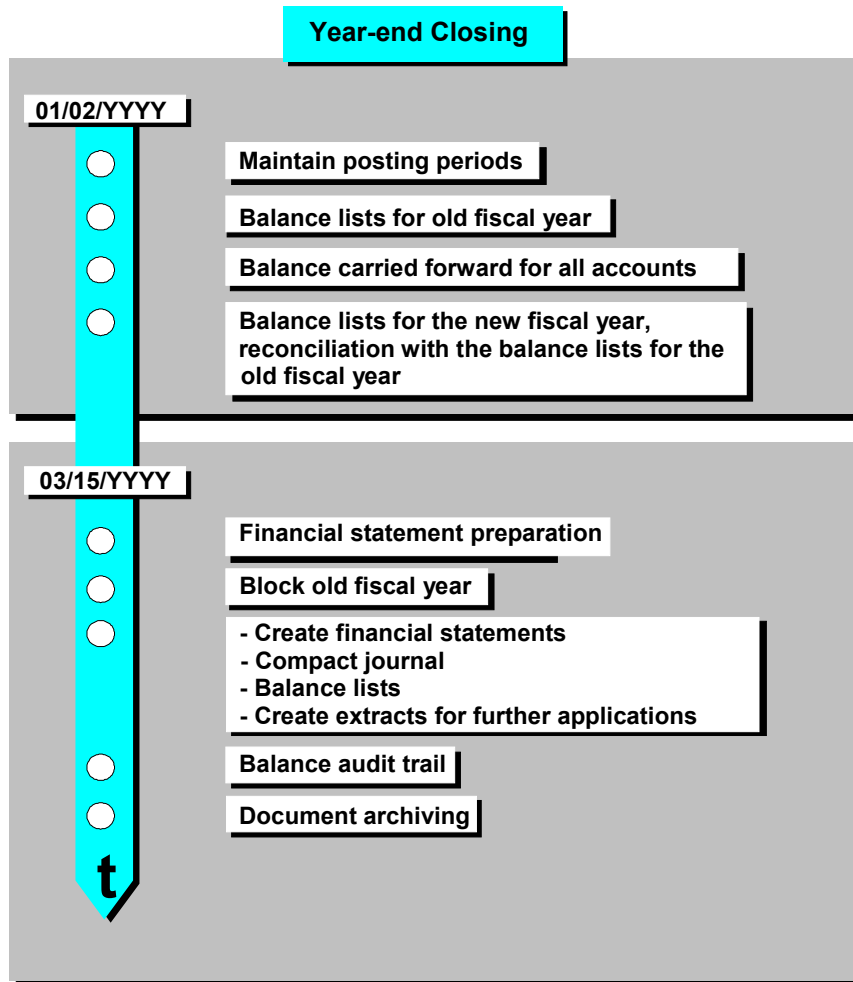 Year-end Closing
01/02/YYYY
Maintain posting periods
Balance lists for old fiscal year
Balance carried forward for all accounts
Balance lists for the new fiscal year,
reconciliation with the balance lists for the
old fiscal year
03/15/YYYY
Financial statement preparation
Block old fiscal year
- Create financial statements
- Compact journal
- Balance lists
- Create extracts for further applications
Balance audit trail
Document archiving
t